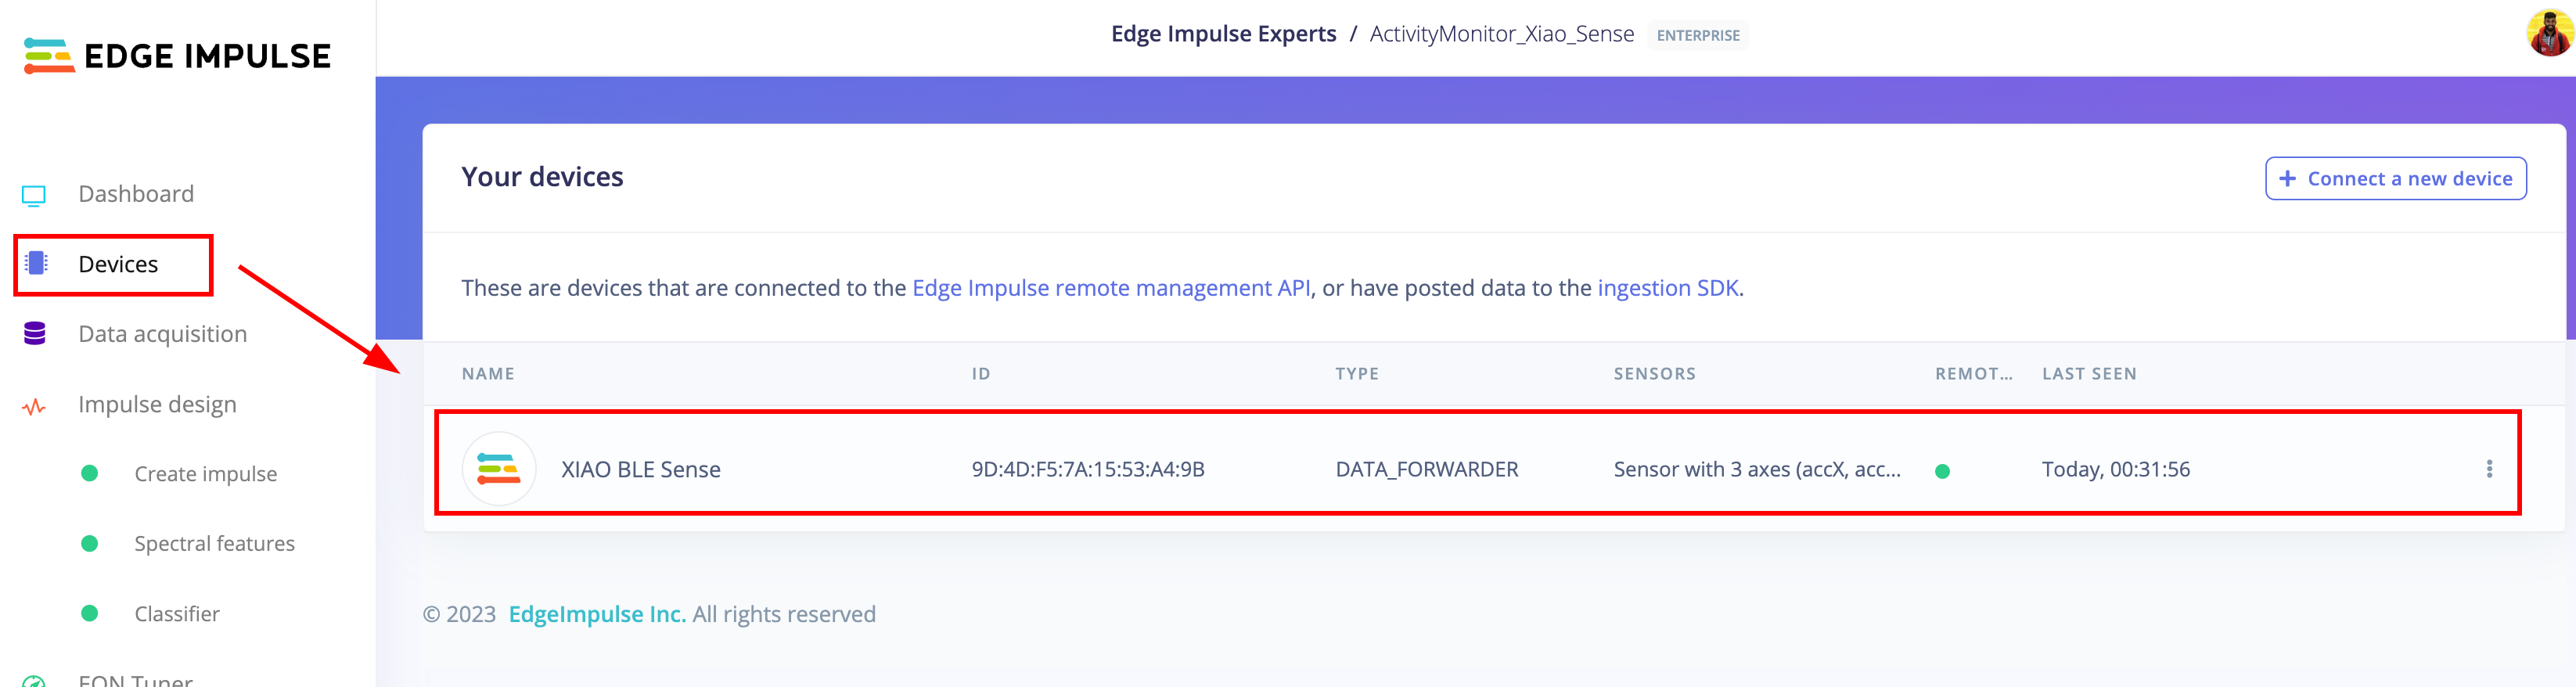 EDGE IMPULSE
Edge Impulse Experts / ActivityMonitor_Xiao_Sense ENTERPRISE
Dashboard
Devices
Data acquisition
Impulse design
Create impulse
Spectral features
Classifier
EON Tuner
Your devices
+ Connect a new device
These are devices that are connected to the Edge Impulse remote management API, or have posted data to the ingestion SDK.
NAME ID TYPE SENSORS REMOT... LAST SEEN
XIAO BLE Sense 9D:4D:F5:7A:15:53:A4:9B DATA_FORWARDER Sensor with 3 axes (accX, acc... Today, 00:31:56
© 2023 EdgeImpulse Inc. All rights reserved